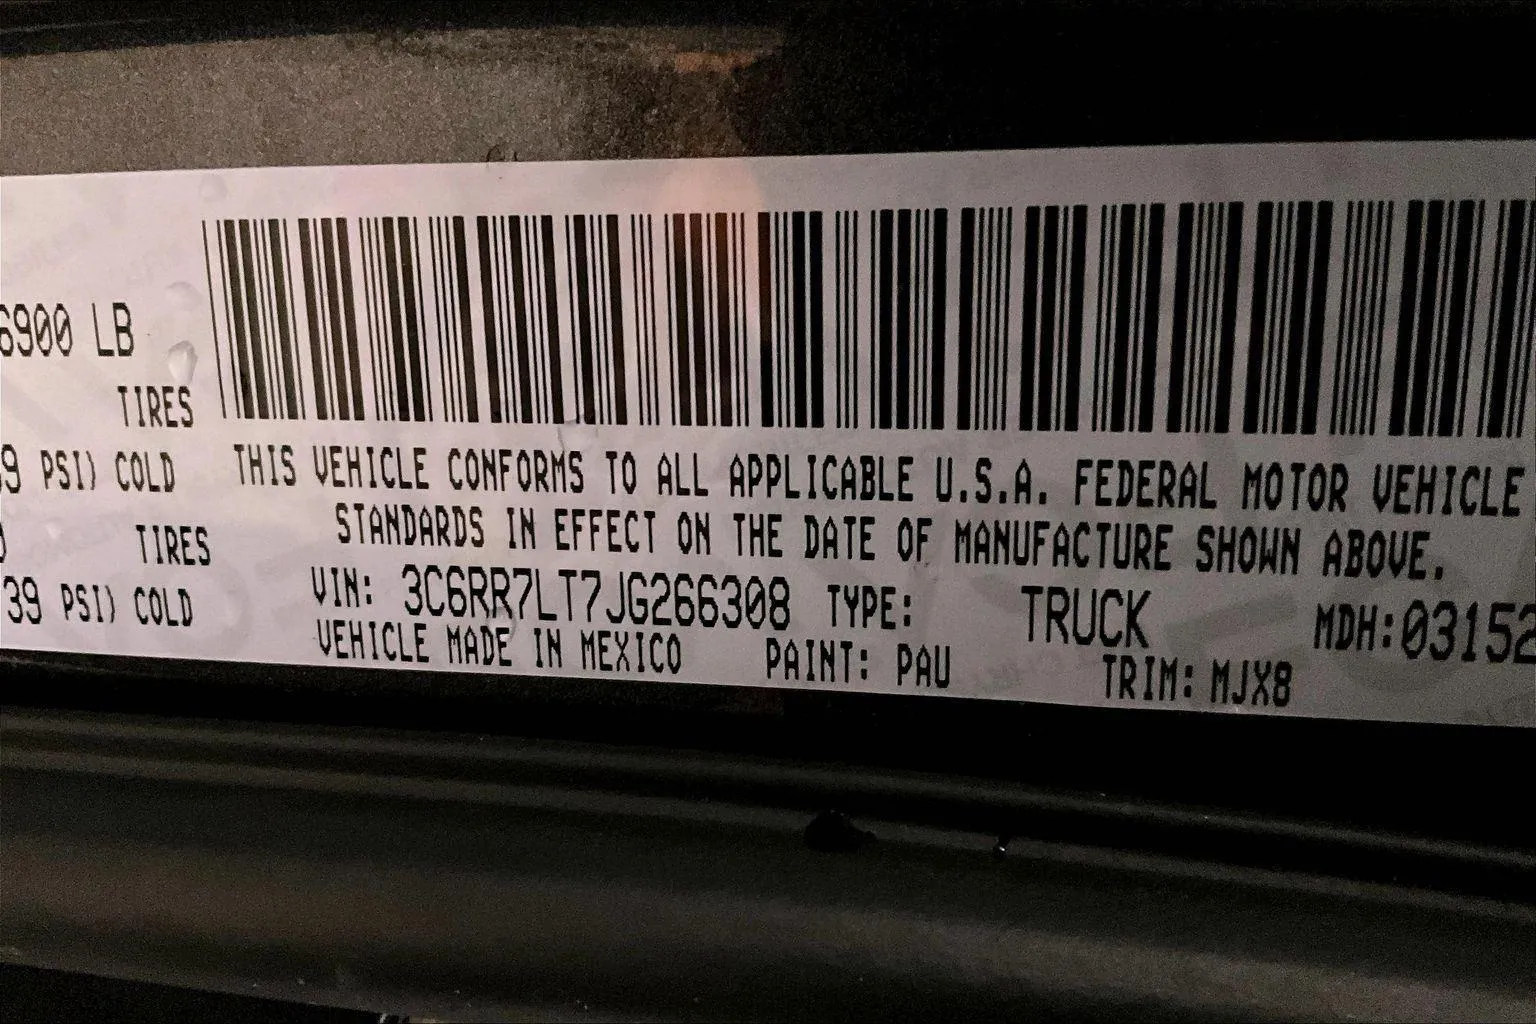 6900 LB
TIRES
9 PSI) COLD
THIS VEHICLE CONFORMS TO ALL APPLICABLE U.S.A. FEDERAL MOTOR VEHICLE
STANDARDS IN EFFECT ON THE DATE OF MANUFACTURE SHOWN ABOVE.
TIRES
39 PSI) COLD
VIN: 3C6RR7LT7JG266308 TYPE: TRUCK MDH:03152
VEHICLE MADE IN MEXICO PAINT: PAU TRIM: MJX8